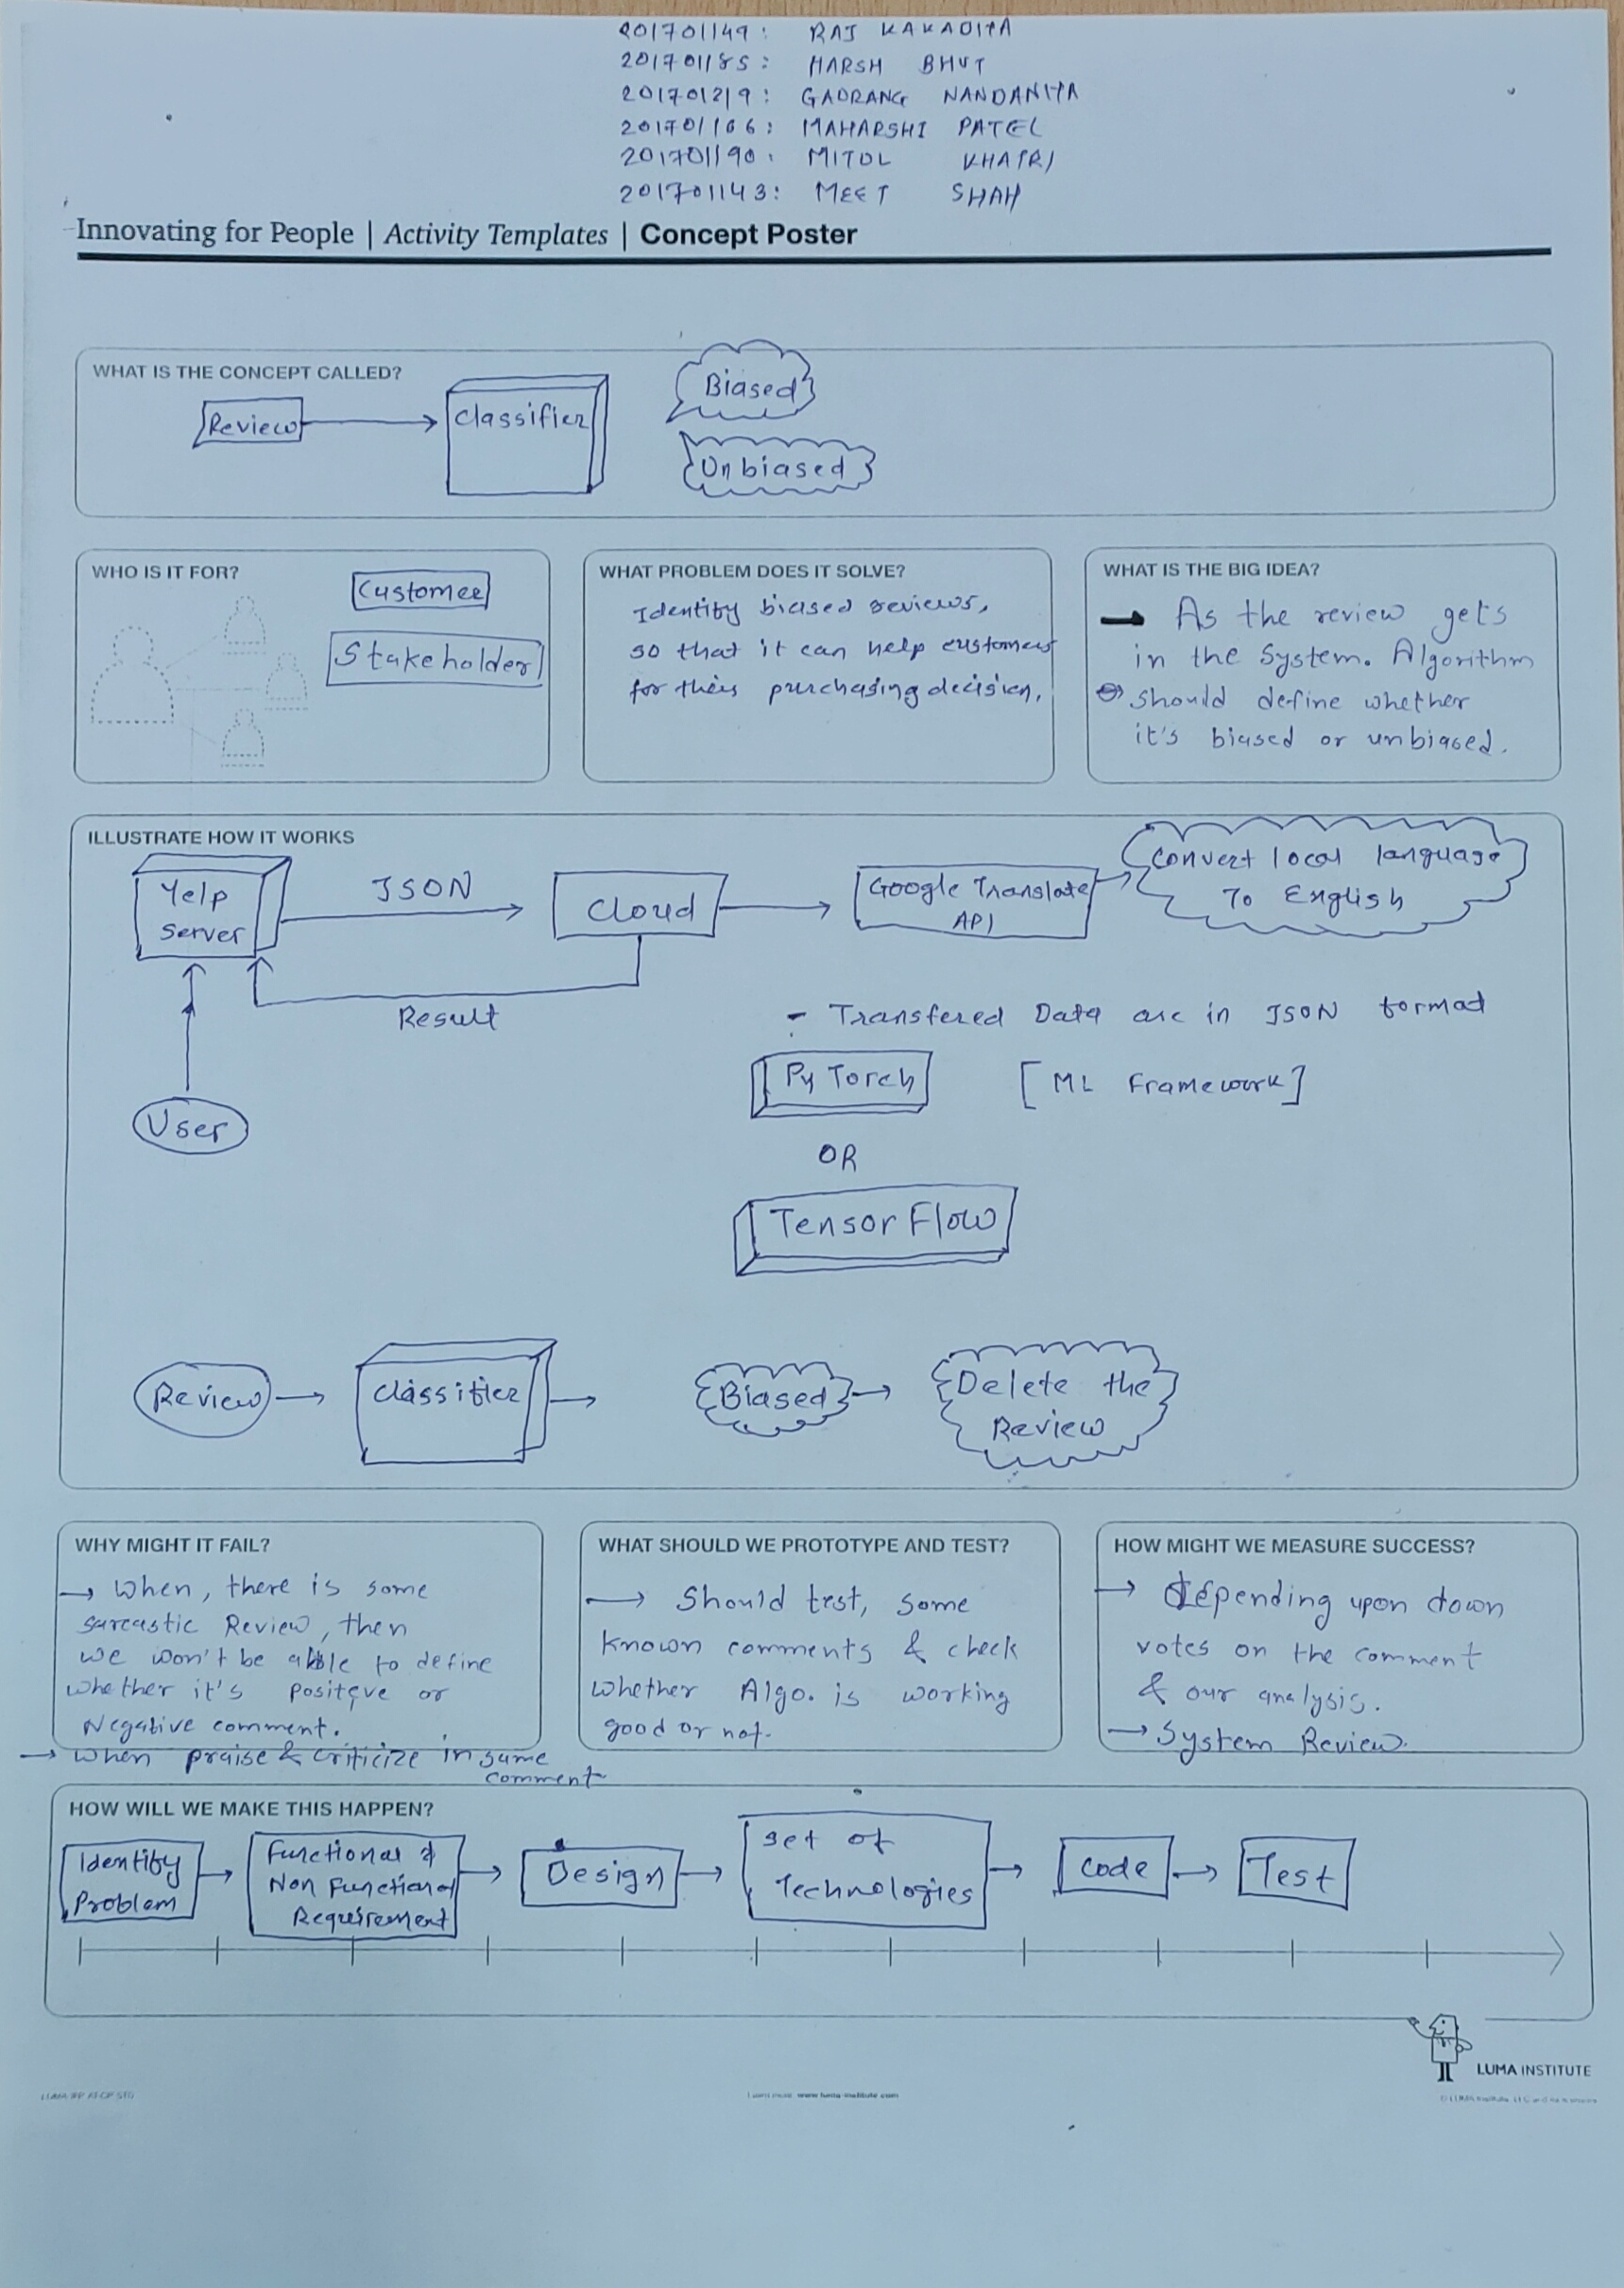 201701149: RAJ KAKADIYA
201701185: HARSH BHUT
201701219: GAURANG NANDANIYA
201701166: MAHARSHI PATEL
201701190: MITUL KHATRI
201701143: MEET SHAH
Innovating for People | Activity Templates | Concept Poster
WHAT IS THE CONCEPT CALLED?
Review
Classifier
Biased
Unbiased
WHO IS IT FOR?
Customer
Stakeholder
WHAT PROBLEM DOES IT SOLVE?
Identify biased reviews,
so that it can help customers
for their purchasing decision.
WHAT IS THE BIG IDEA?
→ As the review gets
in the System. Algorithm
should define whether
it's biased or unbiased.
ILLUSTRATE HOW IT WORKS
Yelp
Server
JSON
Cloud
Google Translate
API
Convert local language
To English
Result
User
- Transfered Data are in JSON format
PyTorch
[ML Framework]
OR
TensorFlow
Review
Classifier
Biased
Delete the
Review
WHY MIGHT IT FAIL?
→ When, there is some
sarcastic Review, then
we won't be able to define
whether it's positive or
Negative comment.
→ When praise & criticize in same
comment
WHAT SHOULD WE PROTOTYPE AND TEST?
→ Should test, some
known comments & check
whether Algo. is working
good or not.
HOW MIGHT WE MEASURE SUCCESS?
→ depending upon down
votes on the comment
& our analysis.
→ System Review.
HOW WILL WE MAKE THIS HAPPEN?
Identify
Problem
Functional &
Non Functional
Requirement
Design
Set of
Technologies
Code
Test
LUMA INSTITUTE
www.luma-institute.com